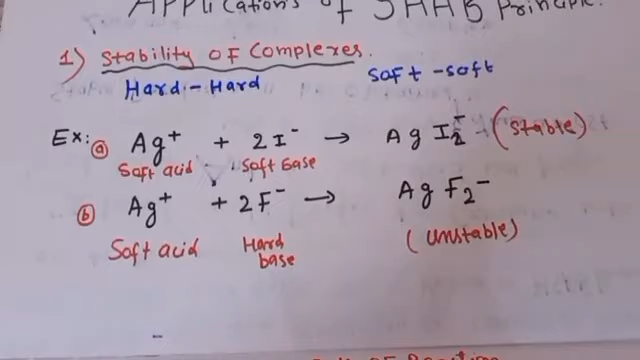 Applications of SHAB Principle.
1) Stability of Complexes.
Hard - Hard   Soft - soft
Ex: a) Ag⁺ + 2I⁻ → AgI₂⁻ (stable)
Soft acid   Soft base
b) Ag⁺ + 2F⁻ → AgF₂⁻
Soft acid   Hard base   (unstable)